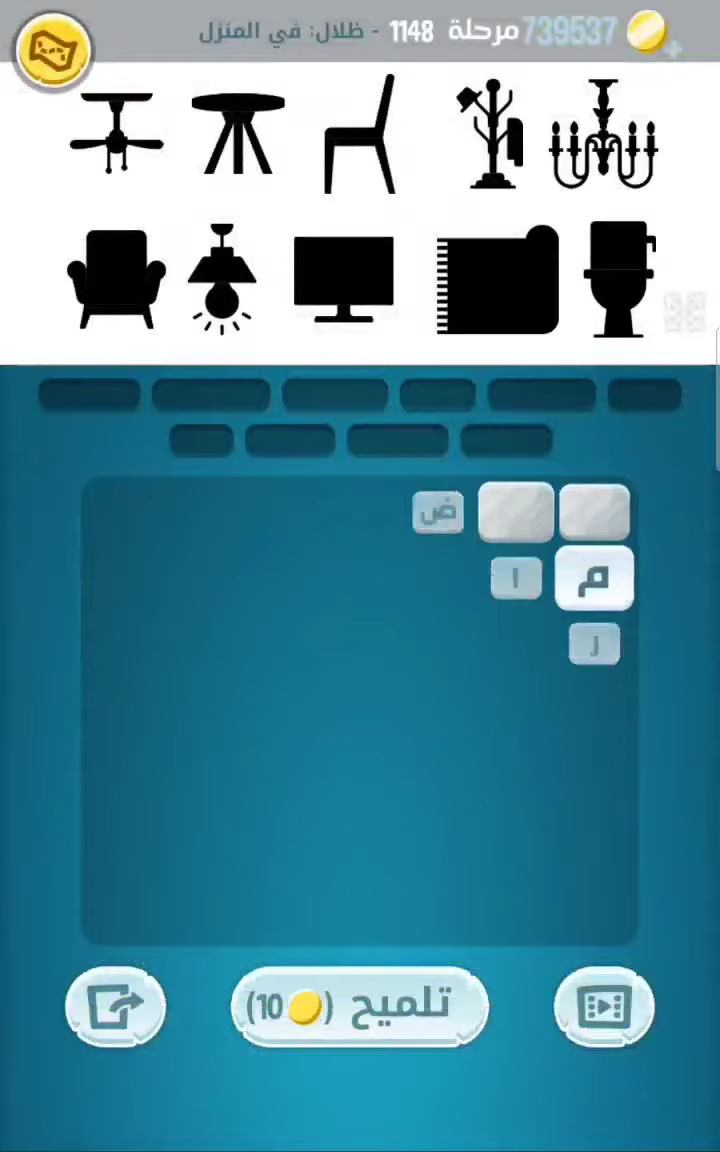 739537 مرحلة 1148 - ظلال: في المنزل
ض
م ا
ر
تلميح (10)